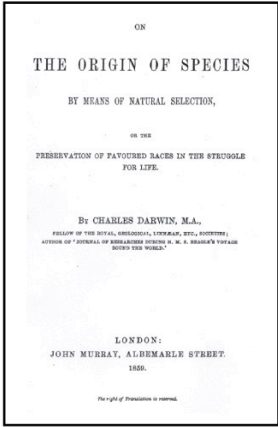 ON
THE ORIGIN OF SPECIES
BY MEANS OF NATURAL SELECTION,
OR THE
PRESERVATION OF FAVOURED RACES IN THE STRUGGLE
FOR LIFE.
BY CHARLES DARWIN, M.A.,
FELLOW OF THE ROYAL, GEOLOGICAL, LINNÆAN, ETC., SOCIETIES;
AUTHOR OF 'JOURNAL OF RESEARCHES DURING H. M. S. BEAGLE'S VOYAGE
ROUND THE WORLD.'
LONDON:
JOHN MURRAY, ALBEMARLE STREET.
1859.
The right of Translation is reserved.